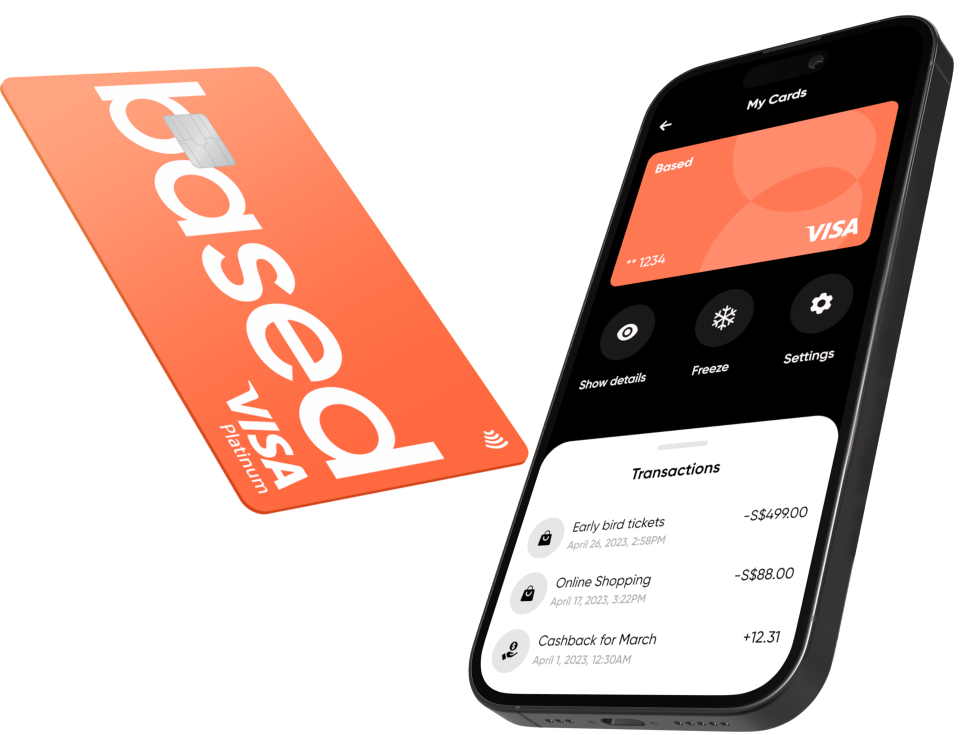 based
VISA
Platinum
My Cards
Based
VISA
** 1234
Show details
Freeze
Settings
Transactions
Early bird tickets
-S$499.00
April 26, 2023, 2:58PM
Online Shopping
-S$88.00
April 17, 2023, 3:22PM
Cashback for March
+12.31
April 1, 2023, 12:30AM